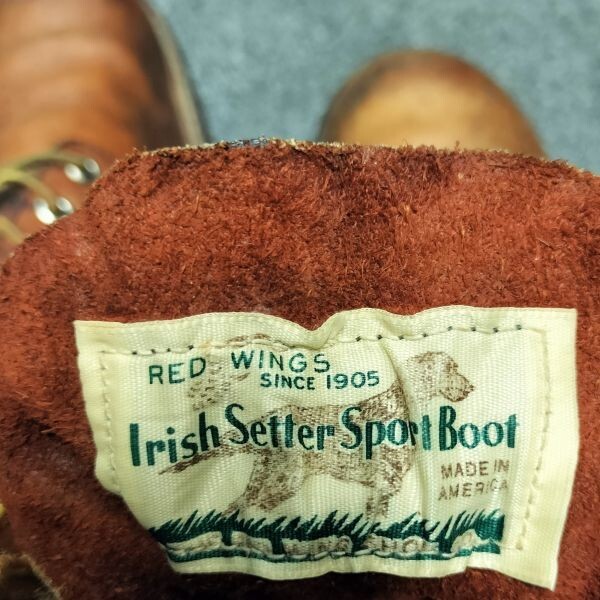 RED WINGS
SINCE 1905
Irish Setter Sport Boot
MADE IN
AMERICA